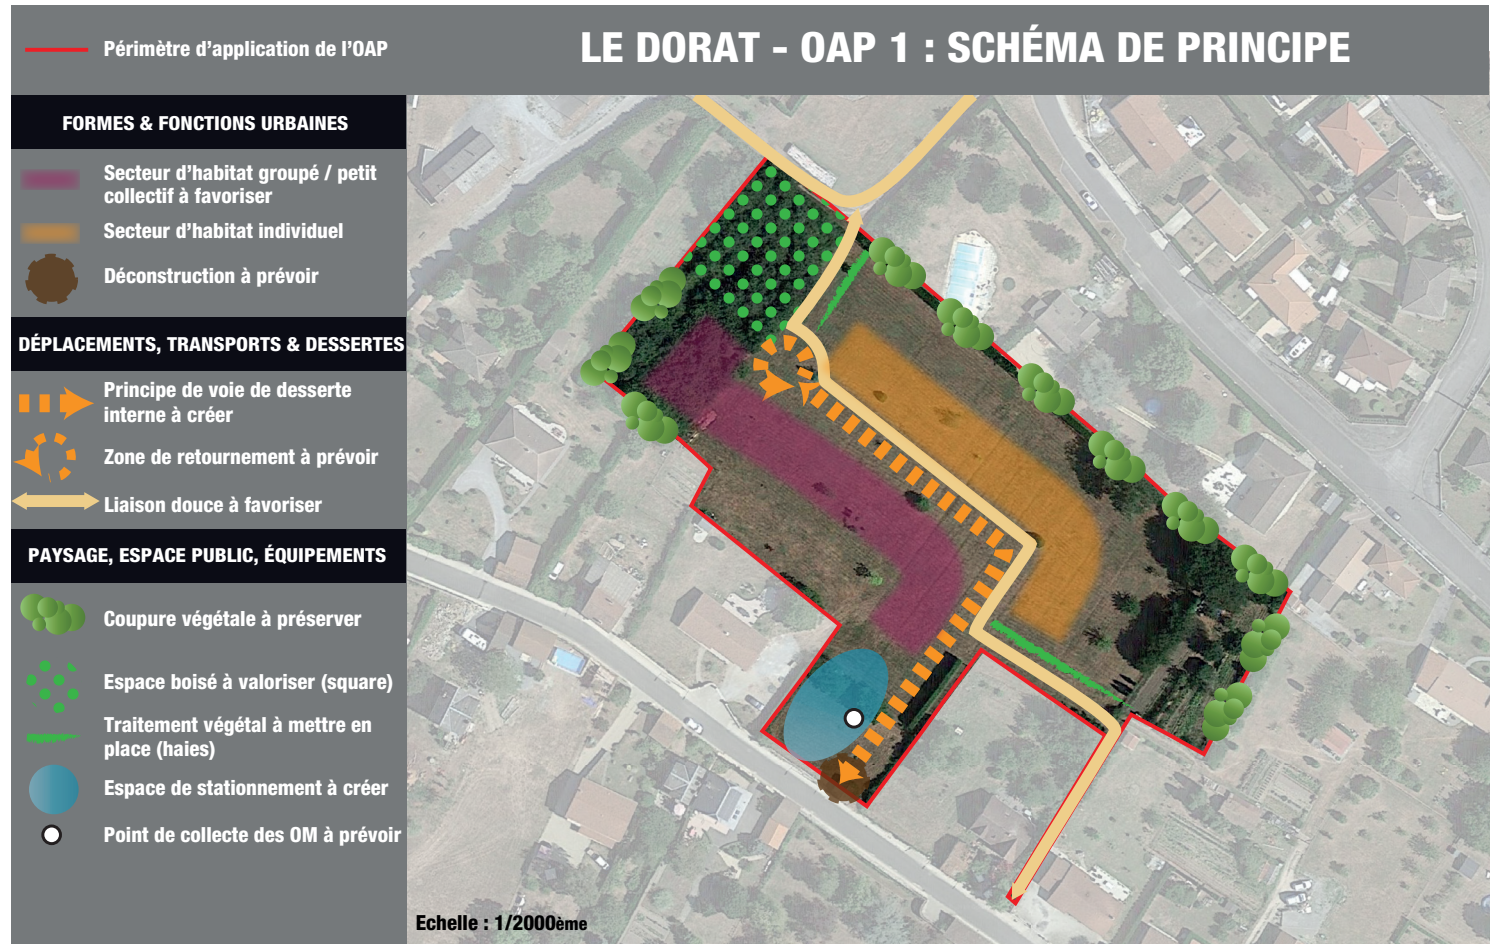 Périmètre d'application de l'OAP
LE DORAT - OAP 1 : SCHÉMA DE PRINCIPE
FORMES & FONCTIONS URBAINES
Secteur d'habitat groupé / petit
collectif à favoriser
Secteur d'habitat individuel
Déconstruction à prévoir
DÉPLACEMENTS, TRANSPORTS & DESSERTES
Principe de voie de desserte
interne à créer
Zone de retournement à prévoir
Liaison douce à favoriser
PAYSAGE, ESPACE PUBLIC, ÉQUIPEMENTS
Coupure végétale à préserver
Espace boisé à valoriser (square)
Traitement végétal à mettre en
place (haies)
Espace de stationnement à créer
Point de collecte des OM à prévoir
Echelle : 1/2000ème